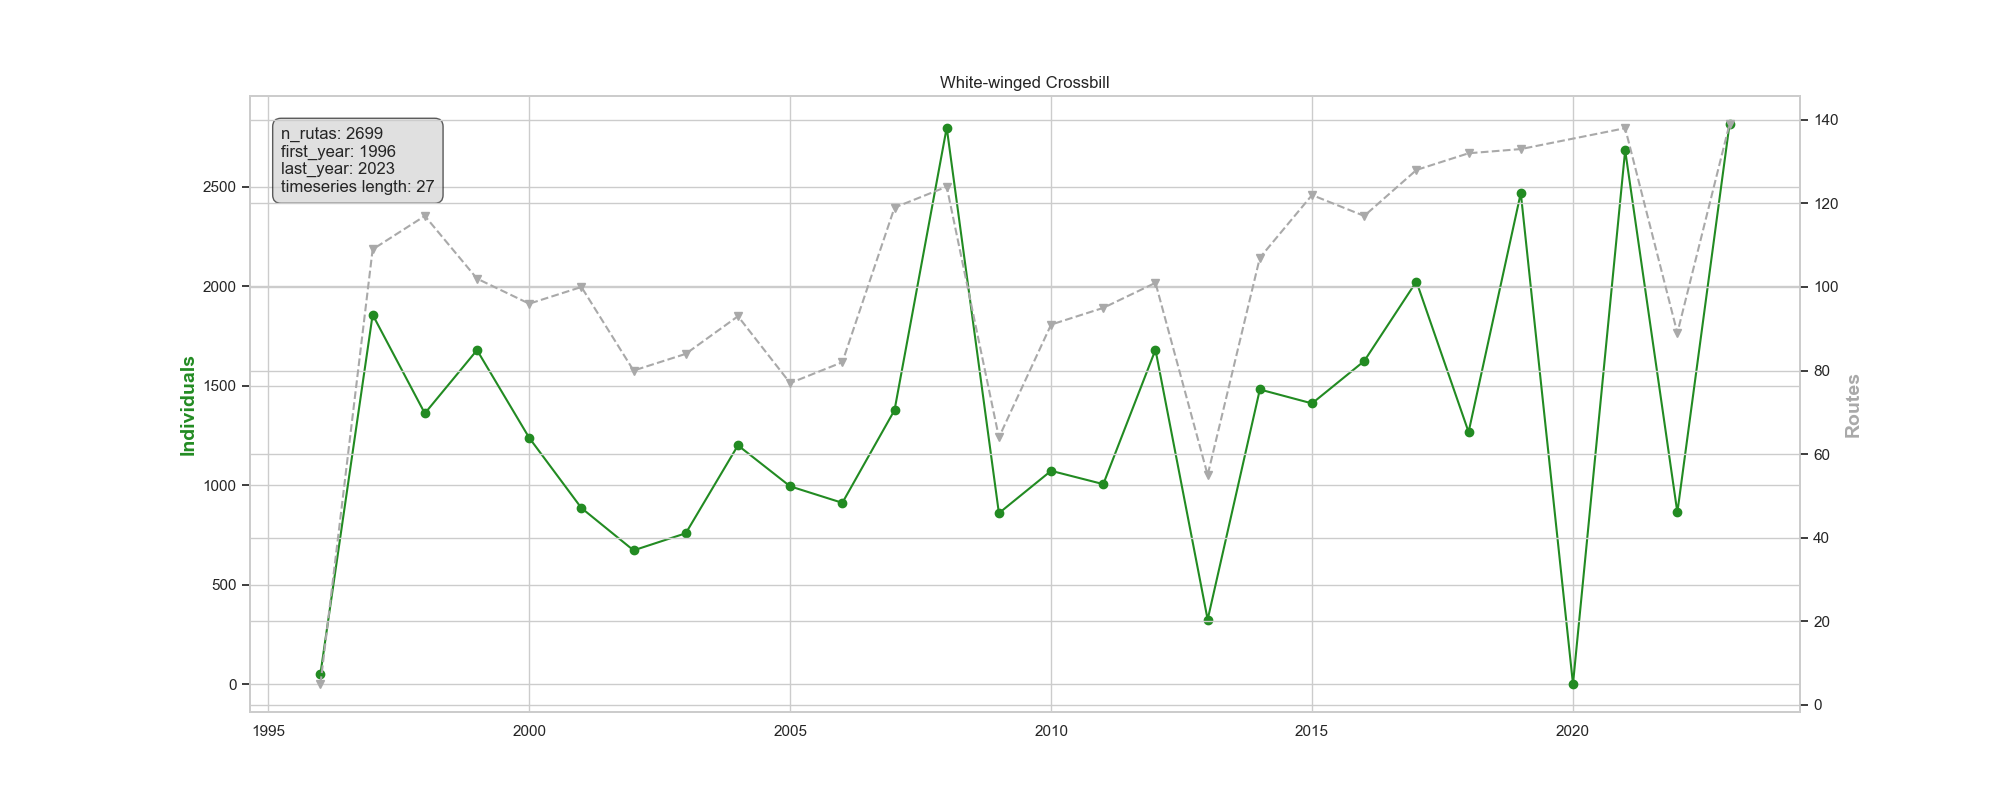 White-winged Crossbill
n_rutas: 2699
first_year: 1996
last_year: 2023
timeseries length: 27
Individuals
2500
2000
1500
1000
500
0
Routes
140
120
100
80
60
40
20
0
1995
2000
2005
2010
2015
2020